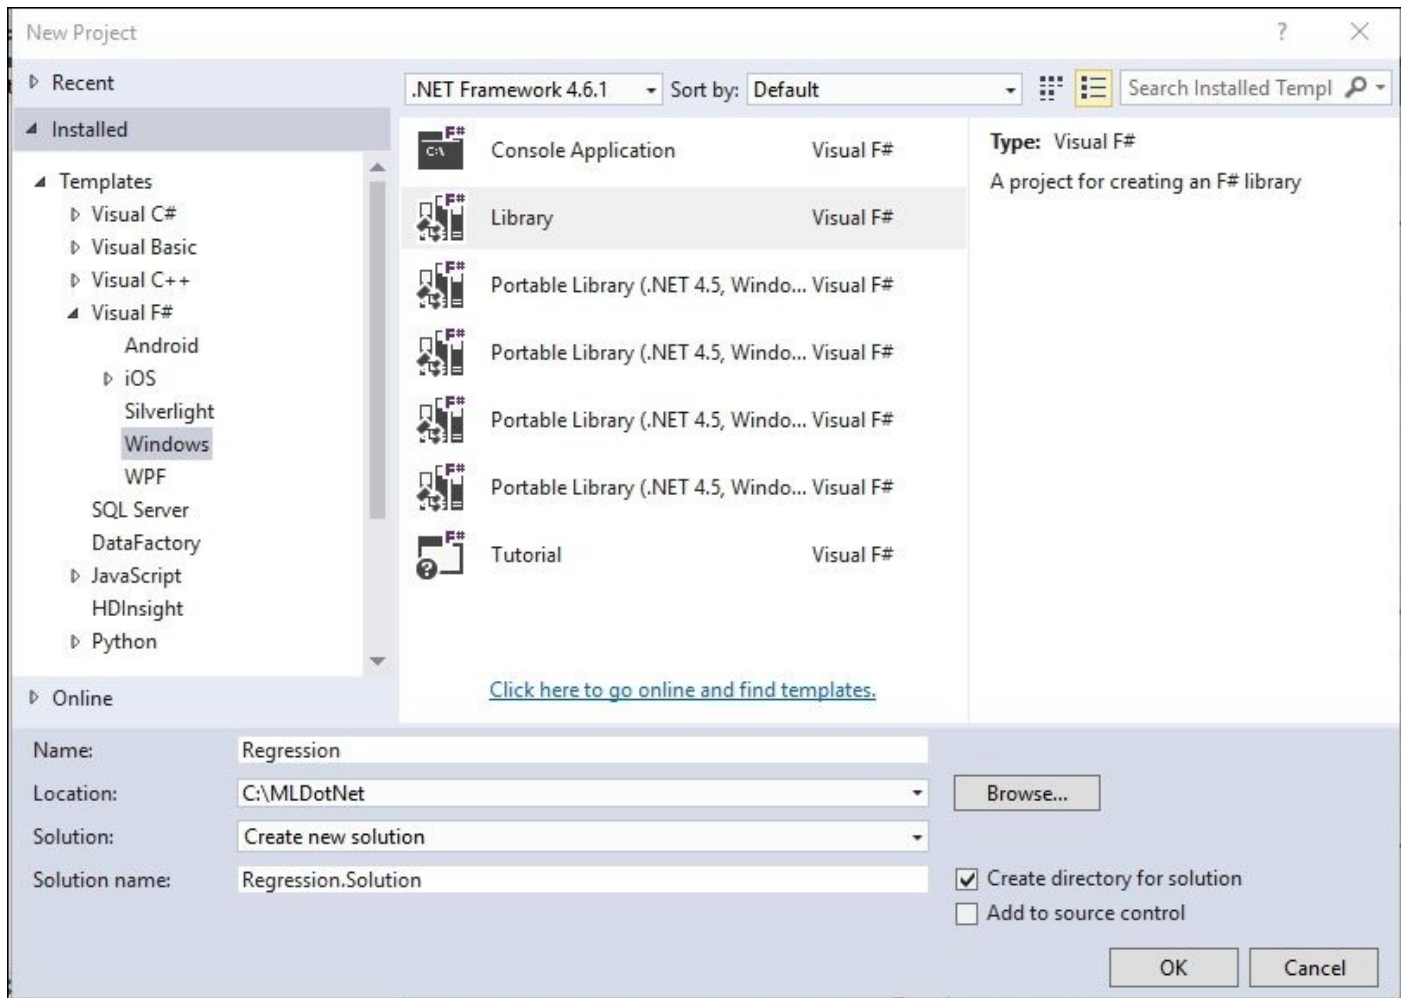 New Project
?
Recent
.NET Framework 4.6.1
Sort by:
Default
Search Installed Templ
Installed
Templates
Visual C#
Visual Basic
Visual C++
Visual F#
Android
iOS
Silverlight
Windows
WPF
SQL Server
DataFactory
JavaScript
HDInsight
Python
Online
F#
C:\
Console Application Visual F#
F#
Library Visual F#
F#
Portable Library (.NET 4.5, Windo... Visual F#
F#
Portable Library (.NET 4.5, Windo... Visual F#
F#
Portable Library (.NET 4.5, Windo... Visual F#
F#
Portable Library (.NET 4.5, Windo... Visual F#
F#
?
Tutorial Visual F#
Click here to go online and find templates.
Type: Visual F#
A project for creating an F# library
Name: Regression
Location: C:\MLDotNet
Browse...
Solution: Create new solution
Solution name: Regression.Solution
Create directory for solution
Add to source control
OK
Cancel